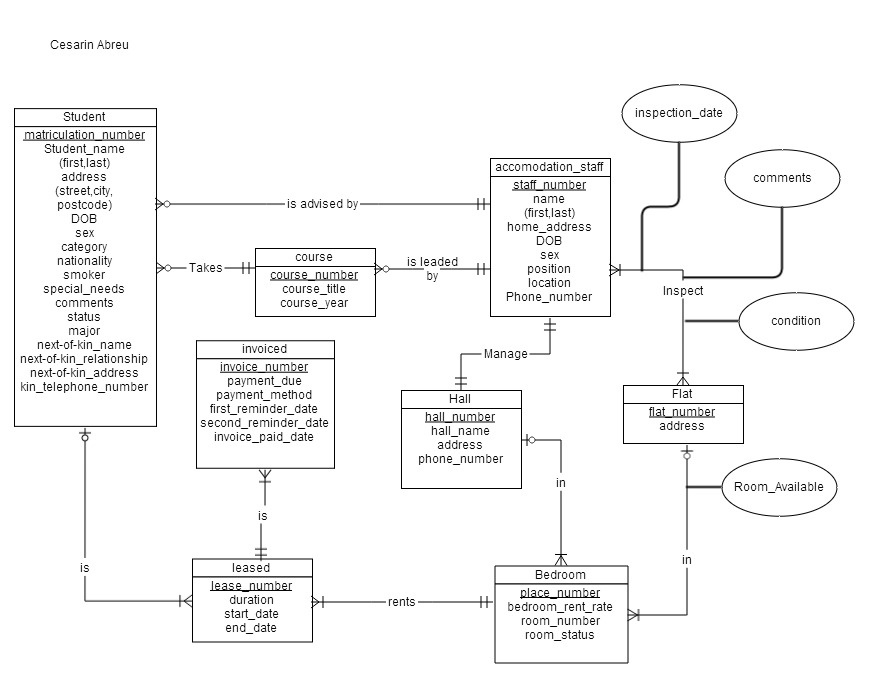 Cesarin Abreu
Student
matriculation_number
Student_name
(first,last)
address
(street,city,
postcode)
DOB
sex
category
nationality
smoker
special_needs
comments
status
major
next-of-kin_name
next-of-kin_relationship
next-of-kin_address
kin_telephone_number
is advised by
Takes
course
course_number
course_title
course_year
is leaded
by
accomodation_staff
staff_number
name
(first,last)
home_address
DOB
sex
position
location
Phone_number
inspection_date
comments
Inspect
condition
invoiced
invoice_number
payment_due
payment_method
first_reminder_date
second_reminder_date
invoice_paid_date
Manage
Hall
hall_number
hall_name
address
phone_number
Flat
flat_number
address
Room_Available
in
in
is
is
leased
lease_number
duration
start_date
end_date
rents
Bedroom
place_number
bedroom_rent_rate
room_number
room_status